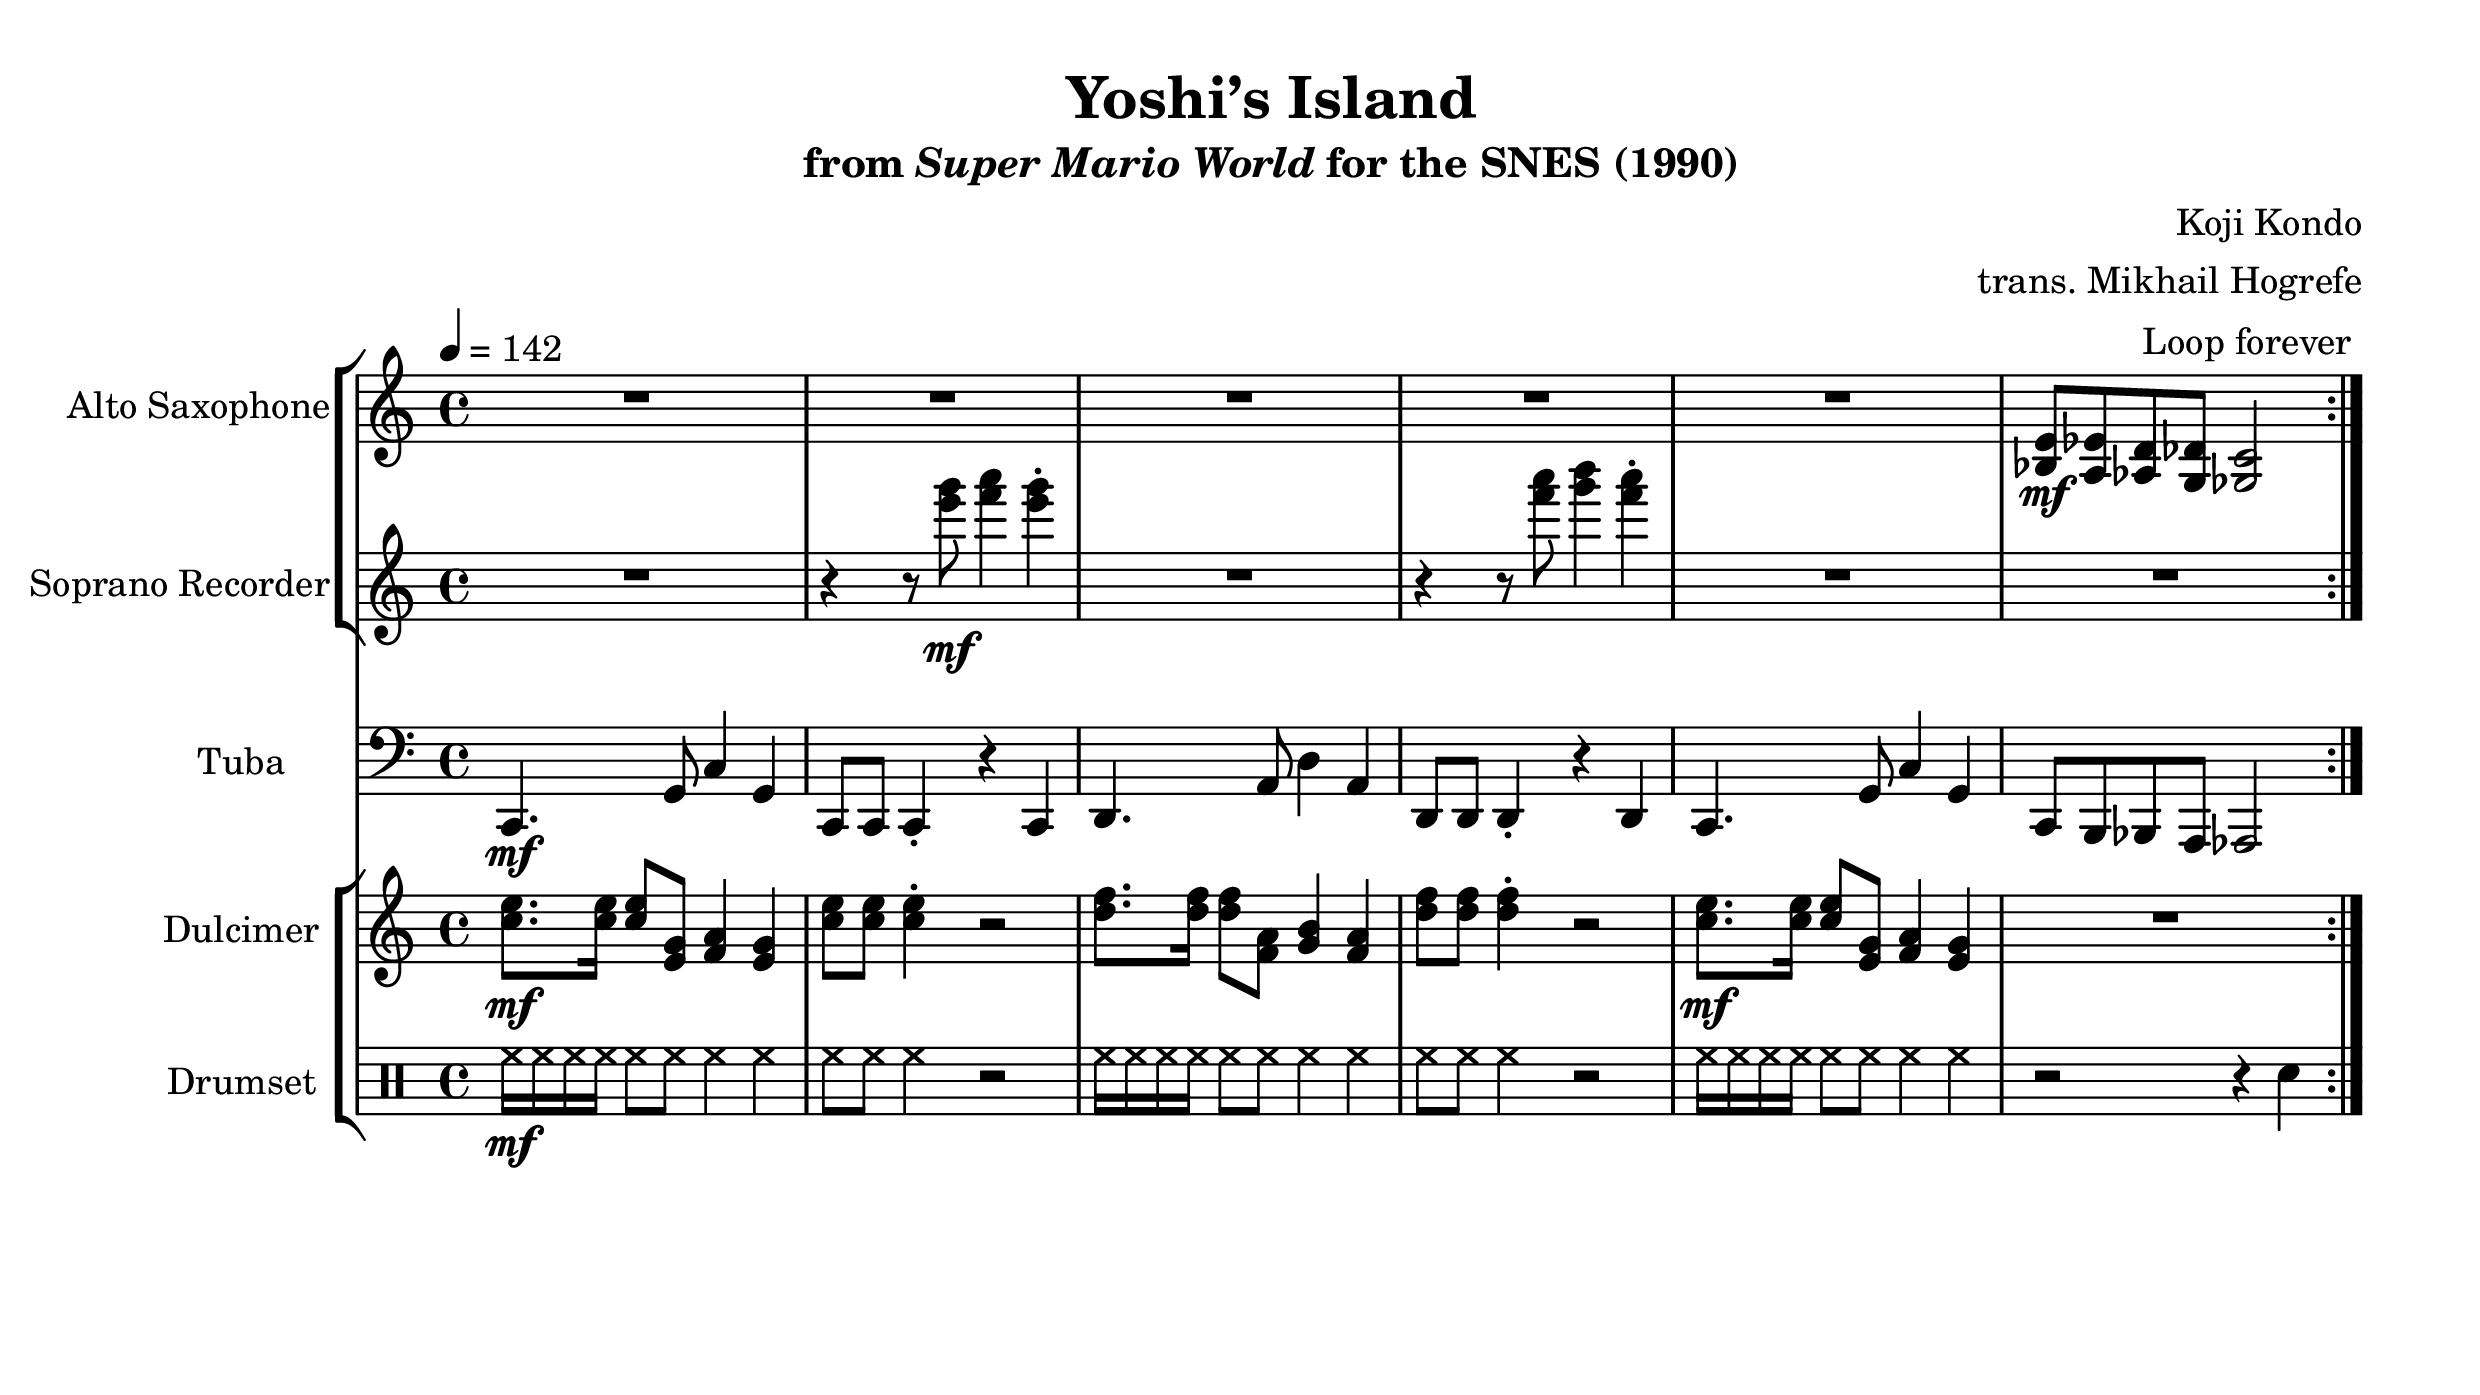 Yoshi’s Island
from Super Mario World for the SNES (1990)
Koji Kondo
trans. Mikhail Hogrefe
= 142
Loop forever
Alto Saxophone
mf
Soprano Recorder
mf
Tuba
mf
Dulcimer
mf mf
Drumset
mf